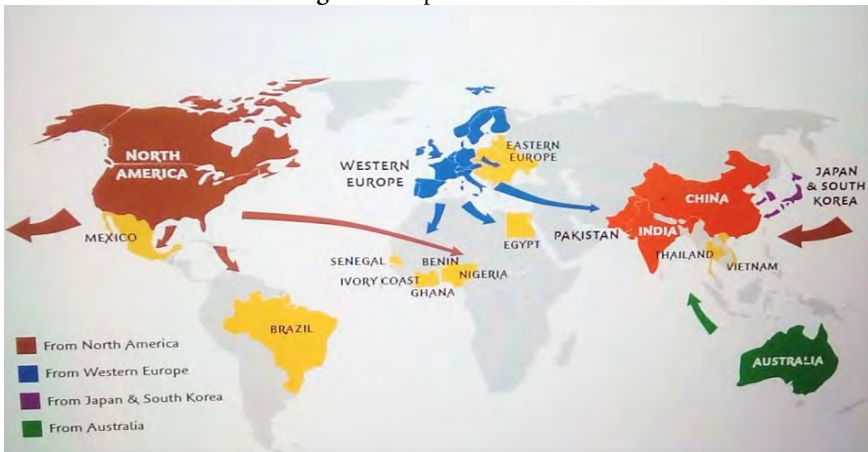 NORTH
AMERICA
WESTERN
EUROPE
EASTERN
EUROPE
JAPAN
& SOUTH
KOREA
CHINA
INDIA
PAKISTAN
MEXICO
EGYPT
THAILAND
VIETNAM
SENEGAL
BENIN
NIGERIA
IVORY COAST
GHANA
BRAZIL
AUSTRALIA
From North America
From Western Europe
From Japan & South Korea
From Australia